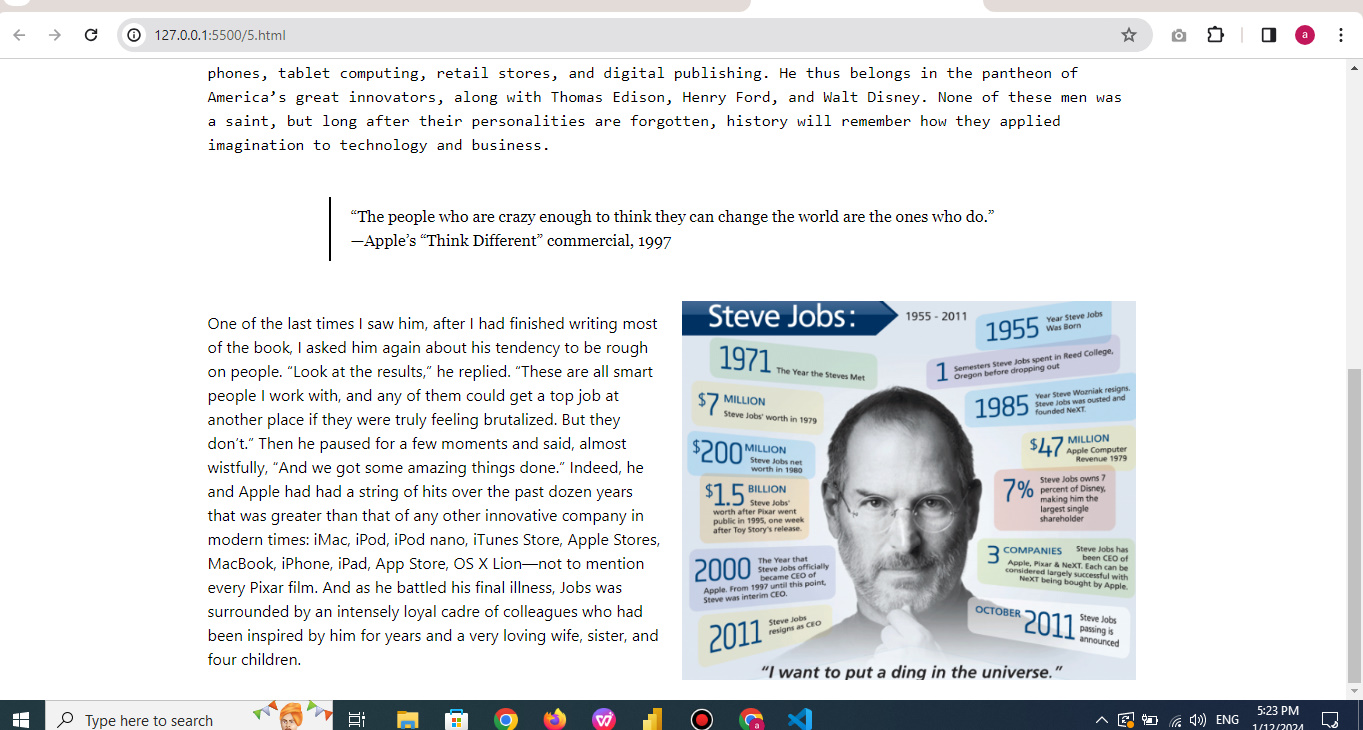 127.0.0.1:5500/5.html
a
phones, tablet computing, retail stores, and digital publishing. He thus belongs in the pantheon of
America’s great innovators, along with Thomas Edison, Henry Ford, and Walt Disney. None of these men was
a saint, but long after their personalities are forgotten, history will remember how they applied
imagination to technology and business.
“The people who are crazy enough to think they can change the world are the ones who do.”
—Apple’s “Think Different” commercial, 1997
One of the last times I saw him, after I had finished writing most
of the book, I asked him again about his tendency to be rough
on people. “Look at the results,” he replied. “These are all smart
people I work with, and any of them could get a top job at
another place if they were truly feeling brutalized. But they
don’t.” Then he paused for a few moments and said, almost
wistfully, “And we got some amazing things done.” Indeed, he
and Apple had had a string of hits over the past dozen years
that was greater than that of any other innovative company in
modern times: iMac, iPod, iPod nano, iTunes Store, Apple Stores,
MacBook, iPhone, iPad, App Store, OS X Lion—not to mention
every Pixar film. And as he battled his final illness, Jobs was
surrounded by an intensely loyal cadre of colleagues who had
been inspired by him for years and a very loving wife, sister, and
four children.
Steve Jobs:
1955 - 2011
1971 The Year the Steves Met
$7 MILLION
Steve Jobs' worth in 1979
$200 MILLION
Steve Jobs net
worth in 1980
$1.5 BILLION
Steve Jobs'
worth after Pixar went
public in 1995, one week
after Toy Story's release.
2000 The Year that
Steve Jobs officially
became CEO of
Apple. From 1997 until this point,
Steve was interim CEO.
2011 Steve Jobs
resigns as CEO
1955 Year Steve Jobs
Was Born
1 Semesters Steve Jobs spent in Reed College,
Oregon before dropping out
1985 Year Steve Wozniak resigns.
Steve Jobs was ousted and
founded NeXT.
$47 MILLION
Apple Computer
Revenue 1979
7% Steve Jobs owns 7
percent of Disney,
making him the
largest single
shareholder
3 COMPANIES Steve Jobs has
been CEO of
Apple, Pixar & NeXT. Each can be
considered largely successful with
NeXT being bought by Apple.
OCTOBER 2011 Steve Jobs
passing is
announced
“I want to put a ding in the universe.”
Type here to search
a
ENG
5:23 PM
1/12/2024